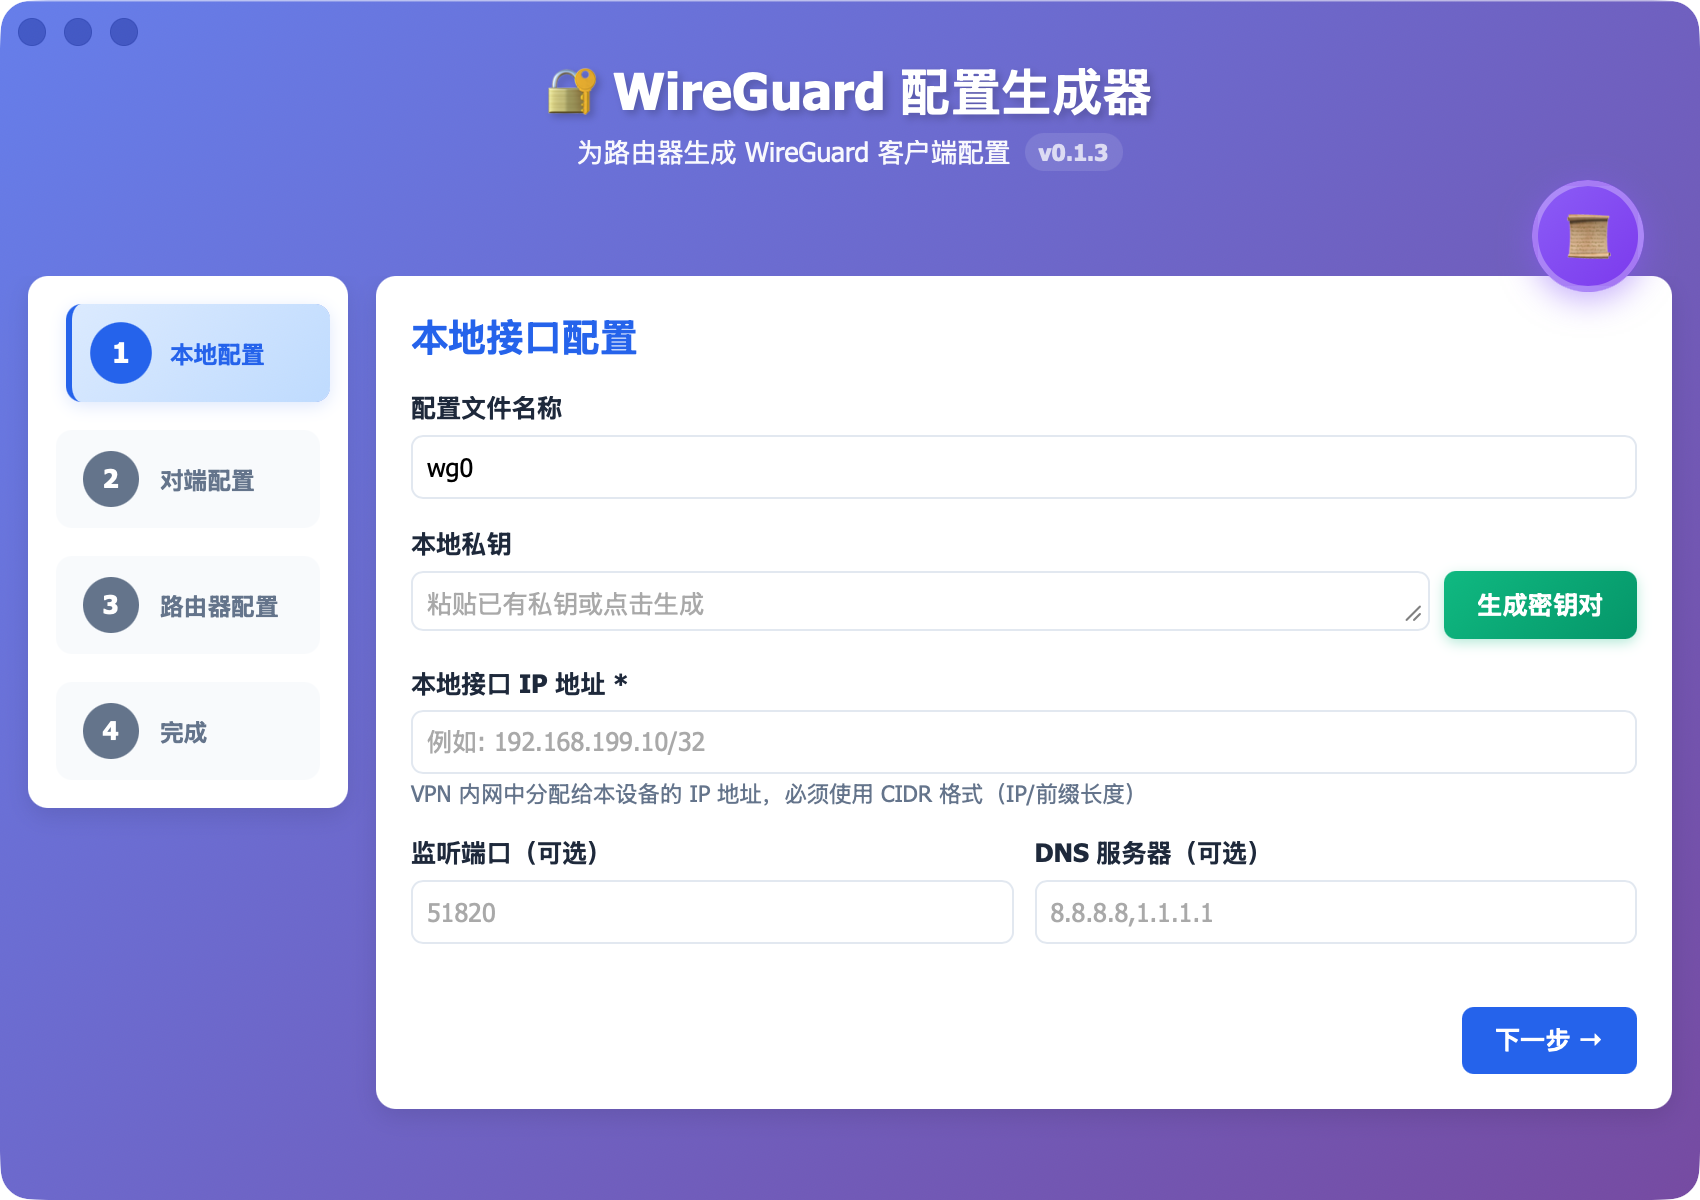 WireGuard 配置生成器
为路由器生成 WireGuard 客户端配置 v0.1.3
1 本地配置
2 对端配置
3 路由器配置
4 完成
本地接口配置
配置文件名称
wg0
本地私钥
粘贴已有私钥或点击生成
生成密钥对
本地接口 IP 地址 *
例如: 192.168.199.10/32
VPN 内网中分配给本设备的 IP 地址，必须使用 CIDR 格式（IP/前缀长度）
监听端口（可选）
51820
DNS 服务器（可选）
8.8.8.8,1.1.1.1
下一步 →